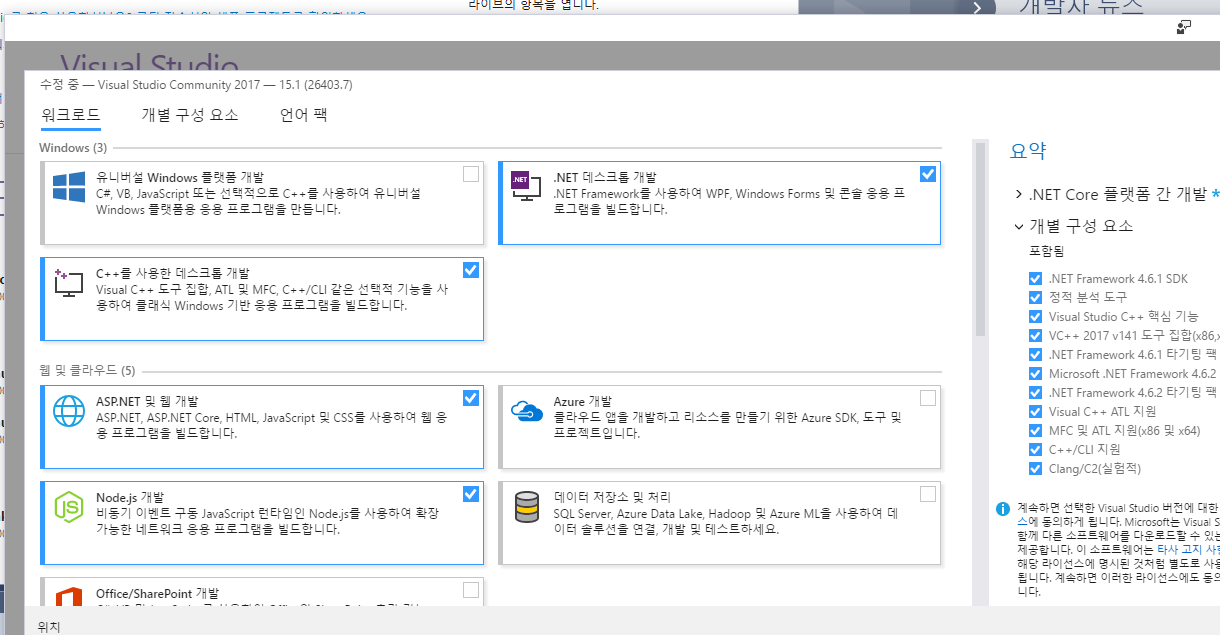 라이브의 항목을 엽니다.
개발자 뉴스
Visual Studio
수정 중 — Visual Studio Community 2017 — 15.1 (26403.7)
워크로드 개별 구성 요소 언어 팩
Windows (3)
유니버설 Windows 플랫폼 개발
C#, VB, JavaScript 또는 선택적으로 C++를 사용하여 유니버설
Windows 플랫폼용 응용 프로그램을 만듭니다.
.NET
.NET 데스크톱 개발
.NET Framework를 사용하여 WPF, Windows Forms 및 콘솔 응용 프
로그램을 빌드합니다.
C++를 사용한 데스크톱 개발
Visual C++ 도구 집합, ATL 및 MFC, C++/CLI 같은 선택적 기능을 사
용하여 클래식 Windows 기반 응용 프로그램을 빌드합니다.
웹 및 클라우드 (5)
ASP.NET 및 웹 개발
ASP.NET, ASP.NET Core, HTML, JavaScript 및 CSS를 사용하여 웹 응
용 프로그램을 빌드합니다.
Azure 개발
클라우드 앱을 개발하고 리소스를 만들기 위한 Azure SDK, 도구 및
프로젝트입니다.
JS
Node.js 개발
비동기 이벤트 구동 JavaScript 런타임인 Node.js를 사용하여 확장
가능한 네트워크 응용 프로그램을 빌드합니다.
데이터 저장소 및 처리
SQL Server, Azure Data Lake, Hadoop 및 Azure ML을 사용하여 데
이터 솔루션을 연결, 개발 및 테스트하세요.
Office/SharePoint 개발
위치
요약
.NET Core 플랫폼 간 개발 *
개별 구성 요소
포함됨
.NET Framework 4.6.1 SDK
정적 분석 도구
Visual Studio C++ 핵심 기능
VC++ 2017 v141 도구 집합(x86,x
.NET Framework 4.6.1 타기팅 팩
Microsoft .NET Framework 4.6.2
.NET Framework 4.6.2 타기팅 팩
Visual C++ ATL 지원
MFC 및 ATL 지원(x86 및 x64)
C++/CLI 지원
Clang/C2(실험적)
계속하면 선택한 Visual Studio 버전에 대한
스에 동의하게 됩니다. Microsoft는 Visual S
함께 다른 소프트웨어를 다운로드할 수 있는
제공합니다. 이 소프트웨어는 타사 고지 사항
해당 라이선스에 명시된 것처럼 별도로 사용
됩니다. 계속하면 이러한 라이선스에도 동의
니다.